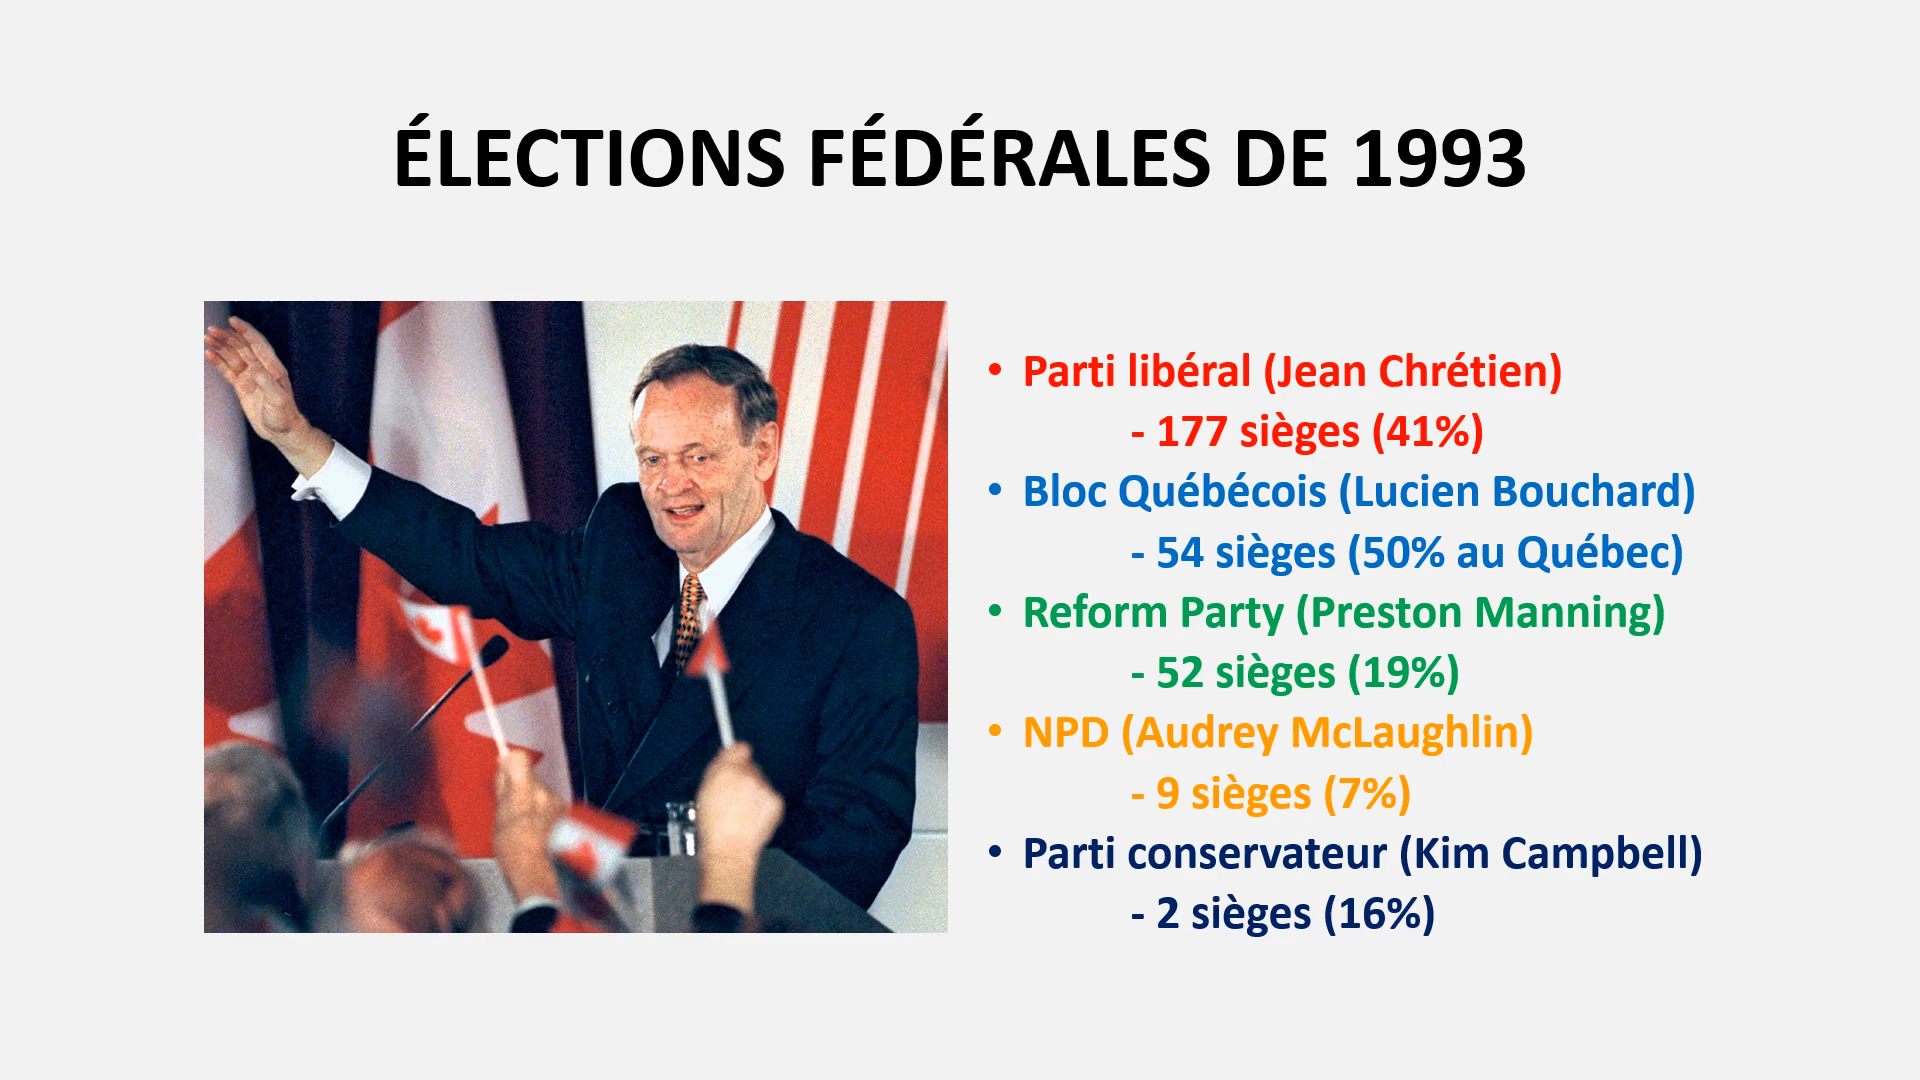 ÉLECTIONS FÉDÉRALES DE 1993
• Parti libéral (Jean Chrétien)
- 177 sièges (41%)
• Bloc Québécois (Lucien Bouchard)
- 54 sièges (50% au Québec)
• Reform Party (Preston Manning)
- 52 sièges (19%)
• NPD (Audrey McLaughlin)
- 9 sièges (7%)
• Parti conservateur (Kim Campbell)
- 2 sièges (16%)